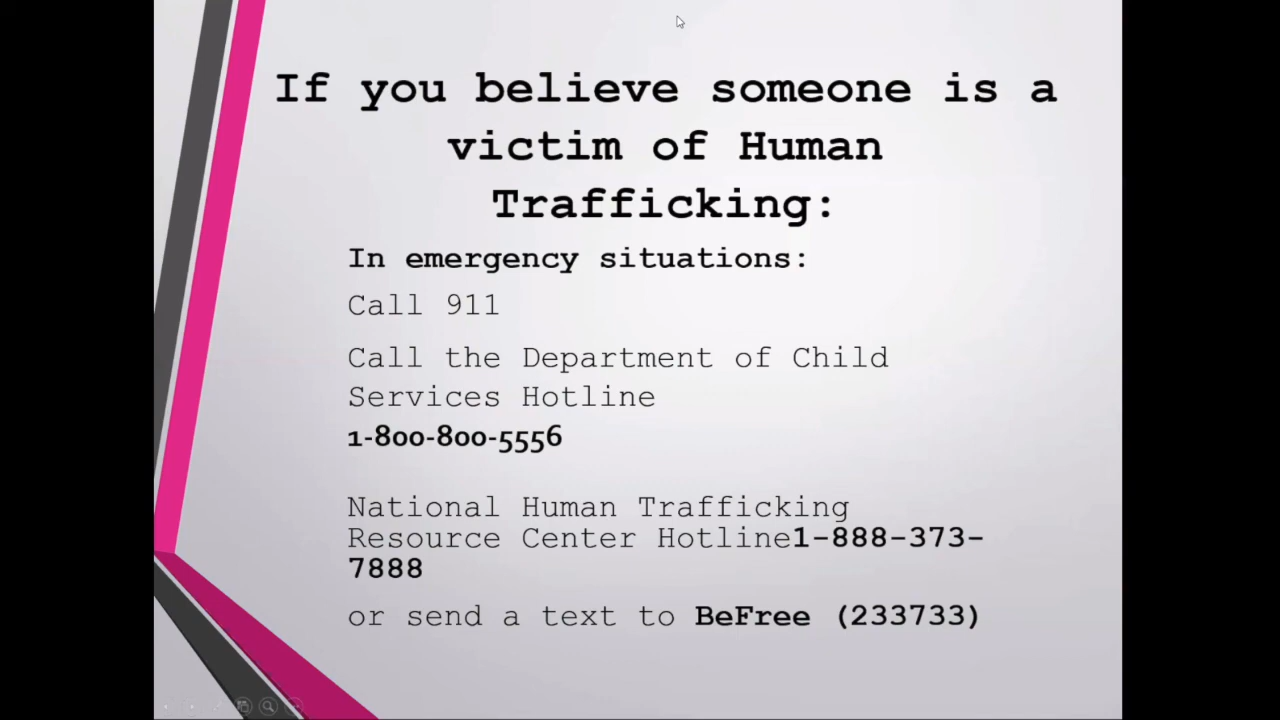 If you believe someone is a
victim of Human
Trafficking:
In emergency situations:
Call 911
Call the Department of Child
Services Hotline
1-800-800-5556
National Human Trafficking
Resource Center Hotline1-888-373-
7888
or send a text to BeFree (233733)